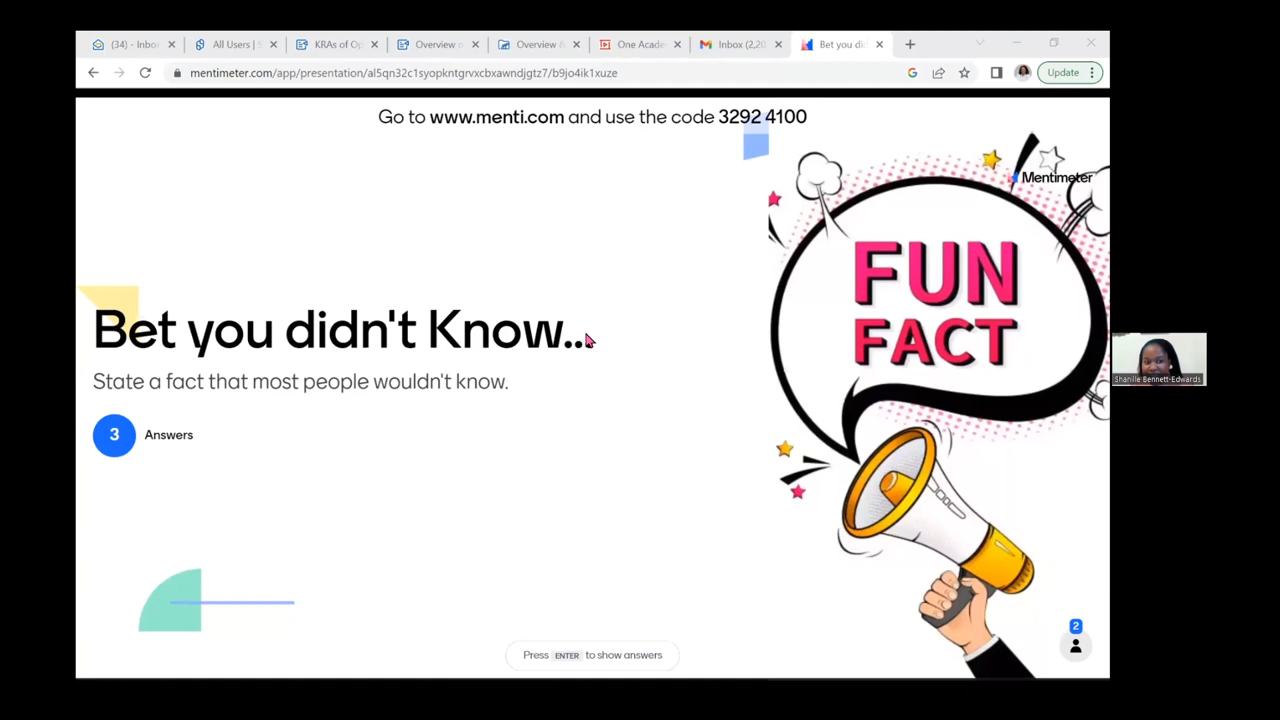 (34) - Inbo
All Users | S
KRAs of Op
Overview o
Overview &
One Acade
Inbox (2,20
Bet you di
mentimeter.com/app/presentation/al5qn32c1syopkntgrvxcbxawndjgtz7/b9jo4ik1xuze
Update
Go to www.menti.com and use the code 3292 4100
Mentimeter
FUN
FACT
Bet you didn't Know...
State a fact that most people wouldn't know.
3 Answers
Shanille Bennett-Edwards
2
Press ENTER to show answers